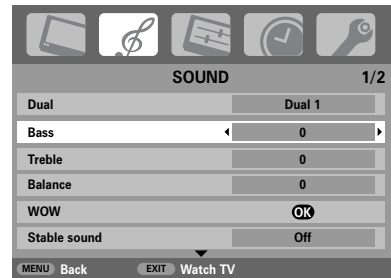 SOUND 1/2
Dual Dual 1
Bass 0
Treble 0
Balance 0
WOW OK
Stable sound Off
MENU Back EXIT Watch TV